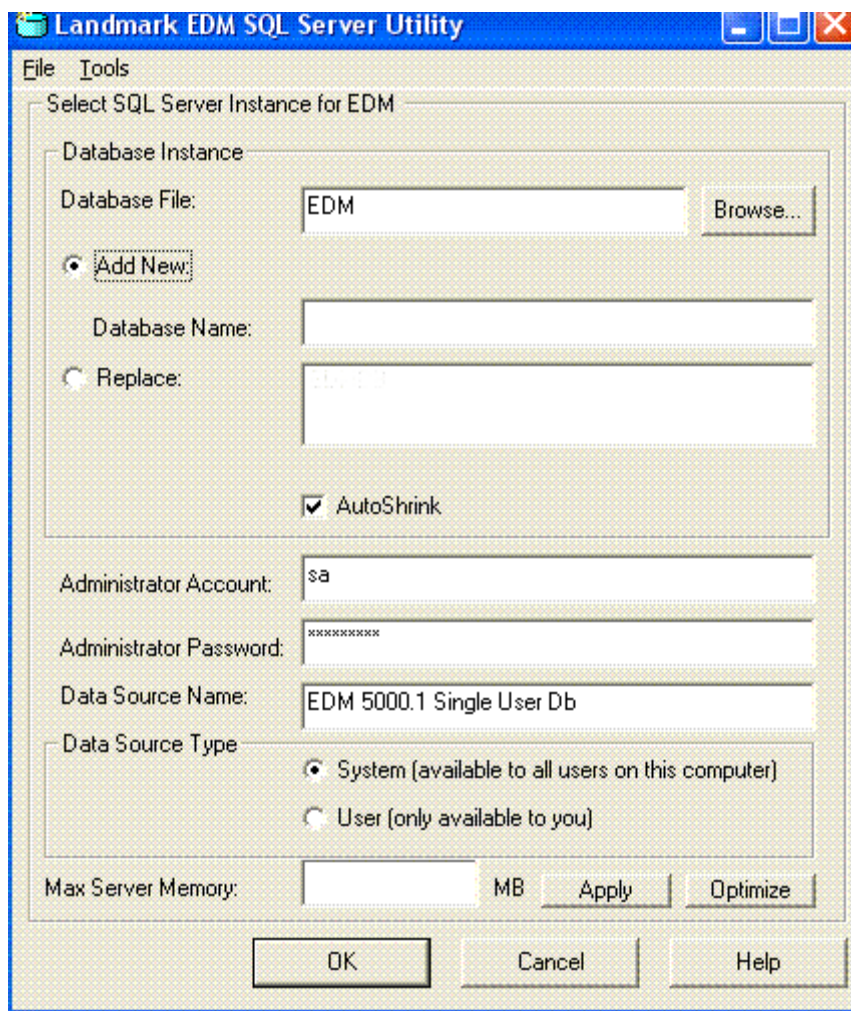 Landmark EDM SQL Server Utility
File Tools
Select SQL Server Instance for EDM
Database Instance
Database File: EDM Browse...
Add New:
Database Name:
Replace:
AutoShrink
Administrator Account: sa
Administrator Password: *********
Data Source Name: EDM 5000.1 Single User Db
Data Source Type
System (available to all users on this computer)
User (only available to you)
Max Server Memory: MB Apply Optimize
OK Cancel Help